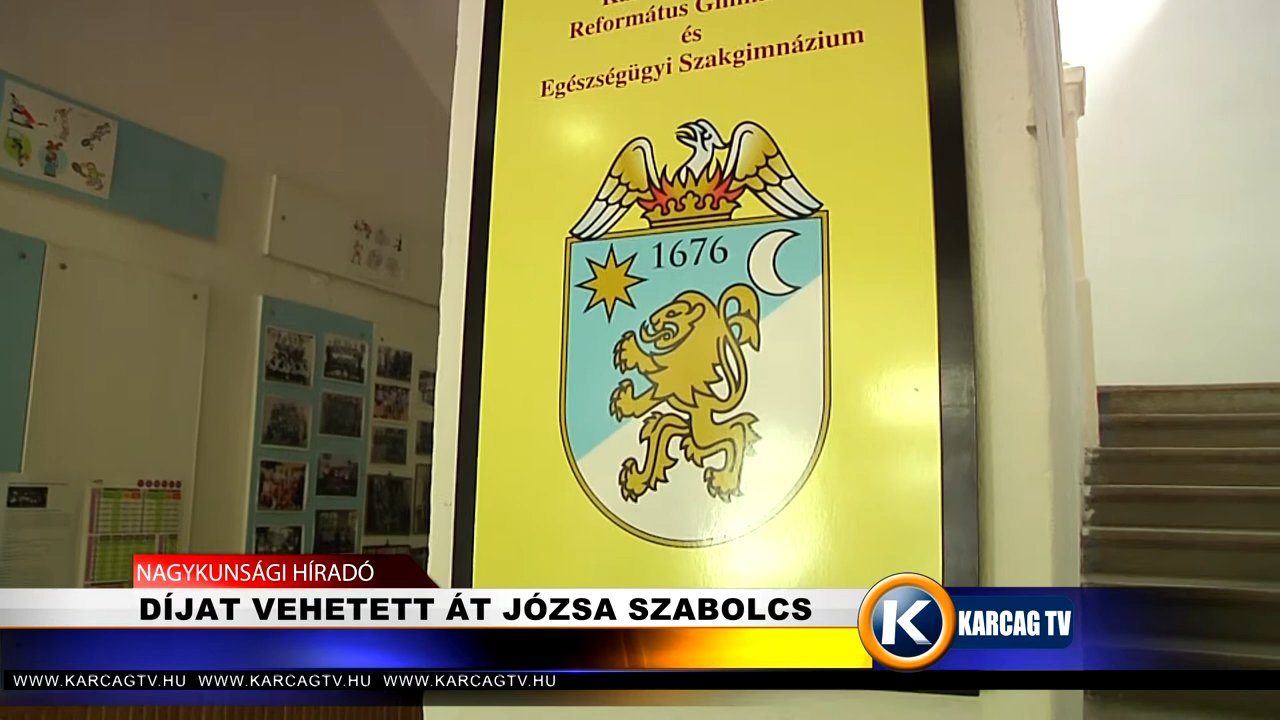 Református
és
Egészségügyi Szakgimnázium
1676
NAGYKUNSÁGI HÍRADÓ
DÍJAT VEHETETT ÁT JÓZSA SZABOLCS
K KARCAG TV
WWW.KARCAGTV.HU WWW.KARCAGTV.HU WWW.KARCAGTV.HU